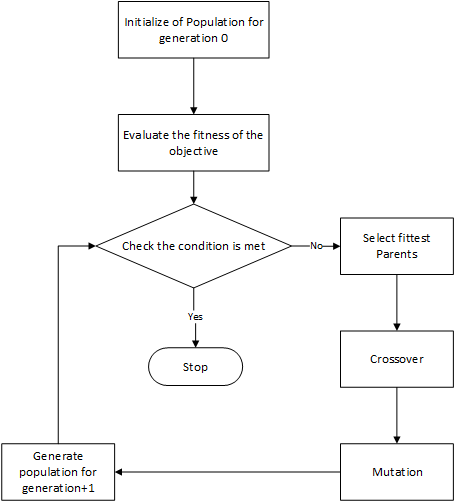 Initialize of Population for
generation 0
Evaluate the fitness of the
objective
Check the condition is met
No
Select fittest
Parents
Yes
Stop
Crossover
Generate
population for
generation+1
Mutation